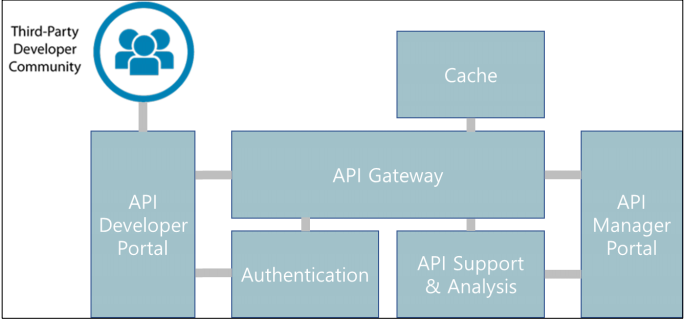 Third-Party
Developer
Community
Cache
API Gateway
API
Developer
Portal
API
Manager
Portal
Authentication
API Support
& Analysis